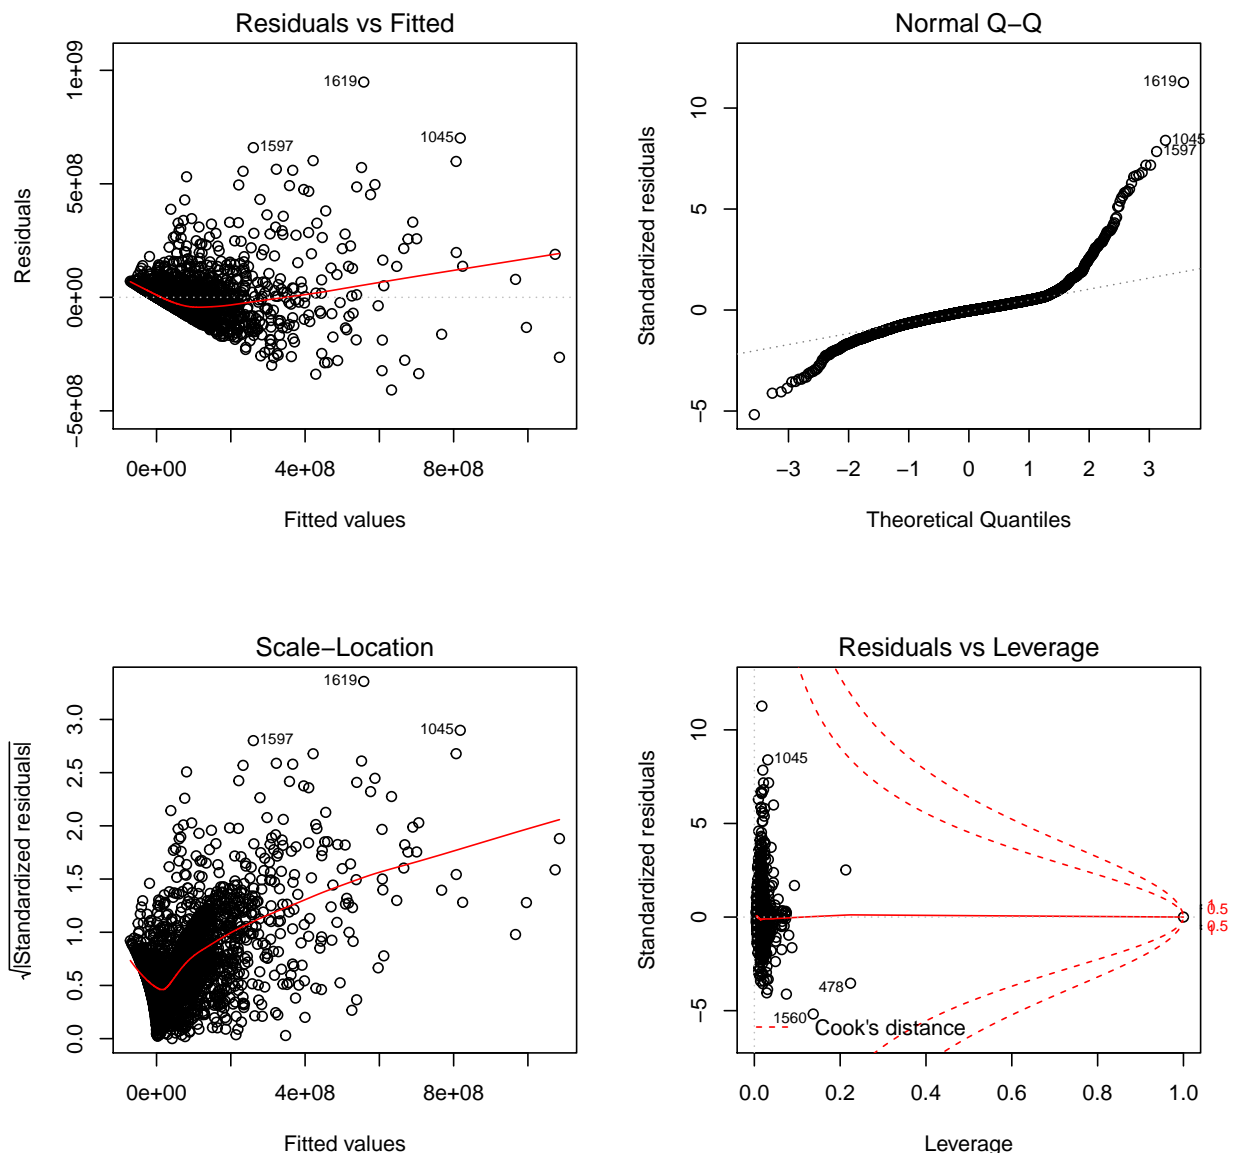 Residuals vs Fitted
Residuals
1e+09
5e+08
0e+00
−5e+08
1619
1597
1045
0e+00 4e+08 8e+08
Fitted values
Normal Q−Q
Standardized residuals
10
5
0
−5
1619
1045
1597
−3 −2 −1 0 1 2 3
Theoretical Quantiles
Scale−Location
√|Standardized residuals|
3.0
2.5
2.0
1.5
1.0
0.5
0.0
1619
1597
1045
0e+00 4e+08 8e+08
Fitted values
Residuals vs Leverage
Standardized residuals
10
5
0
−5
1045
478
1560
Cook's distance
1
0.5
0.5
1
0.0 0.2 0.4 0.6 0.8 1.0
Leverage